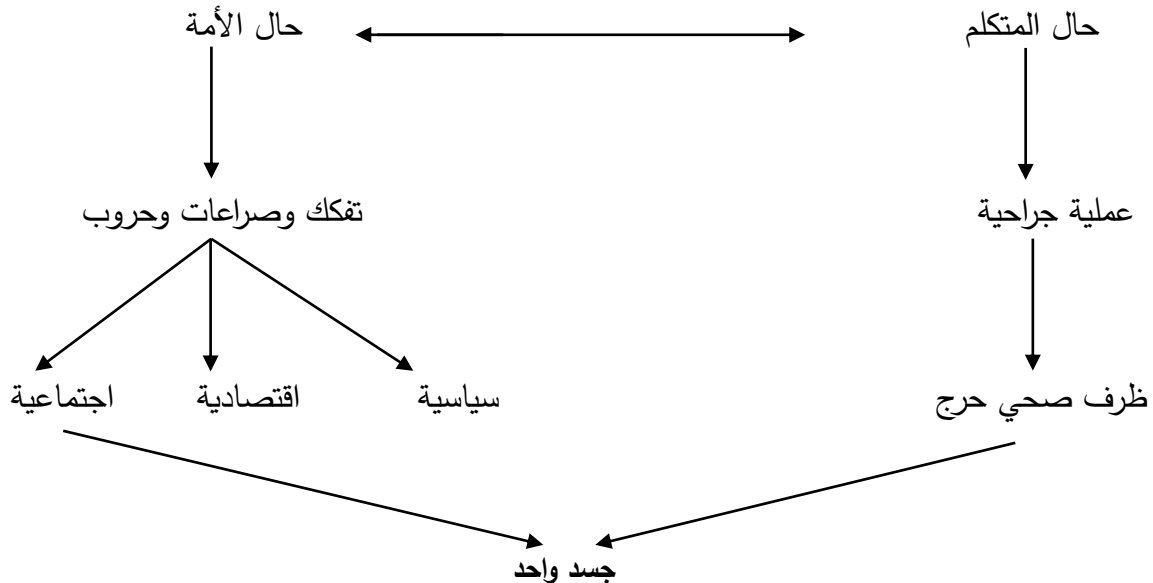 حال المتكلم
حال الأمة
عملية جراحية
تفكك وصراعات وحروب
ظرف صحي حرج
سياسية
اقتصادية
اجتماعية
جسد واحد